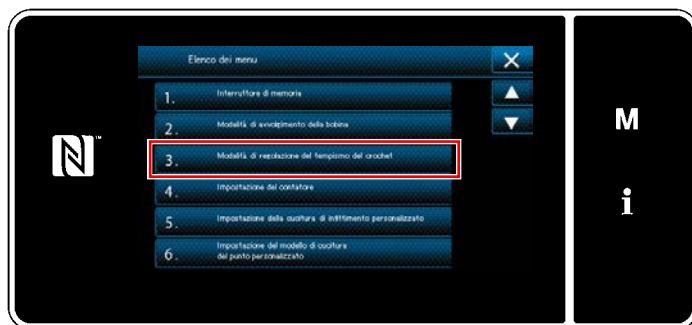 Elenco dei menu
1. Interruttore di memoria
2. Modalità di avvolgimento della bobina
3. Modalità di regolazione del tempismo del crochet
4. Impostazione del contatore
5. Impostazione della cucitura di infittimento personalizzato
6. Impostazione del modello di cucitura
del punto personalizzato
M
i
N